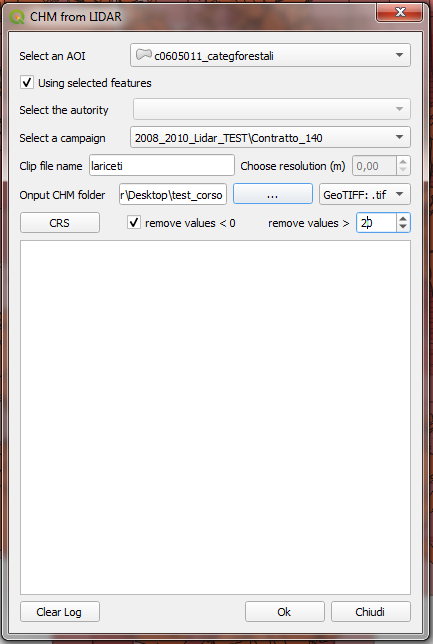 CHM from LIDAR
Select an AOI c0605011_categforestali
Using selected features
Select the autority
Select a campaign 2008_2010_Lidar_TEST\Contratto_140
Clip file name lariceti Choose resolution (m) 0,00
Onput CHM folder r\Desktop\test_corso ... GeoTIFF: .tif
CRS remove values < 0 remove values > 20
Clear Log Ok Chiudi